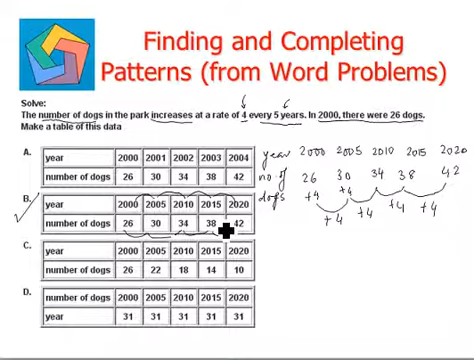 Finding and Completing
Patterns (from Word Problems)
Solve:
The number of dogs in the park increases at a rate of 4 every 5 years. In 2000, there were 26 dogs.
Make a table of this data
A.
year 2000 2001 2002 2003 2004
number of dogs 26 30 34 38 42
B.
year 2000 2005 2010 2015 2020
number of dogs 26 30 34 38 42
C.
year 2000 2005 2010 2015 2020
number of dogs 26 22 18 14 10
D.
number of dogs 2000 2005 2010 2015 2020
year 31 31 31 31 31
year 2000 2005 2010 2015 2020
no of 26 30 34 38 42
dogs +4 +4
+4 +4 +4 +4